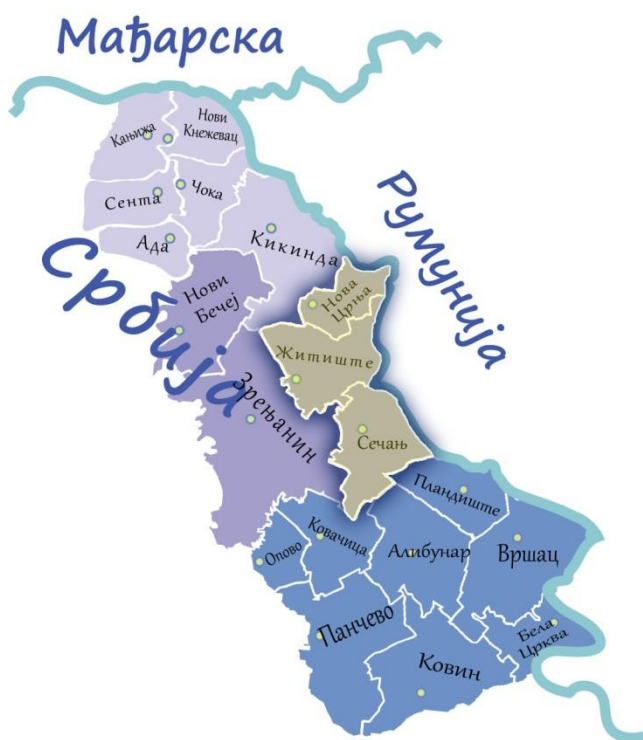 Мађарска
Румунија
Србија
Кањижа
Нови
Кнежевац
Сента
Чока
Ада
Кикинда
Нови
Бечеј
Нова
Црња
Житиште
Зрењанин
Сечањ
Пландиште
Опово
Ковачица
Алибунар
Вршац
Панчево
Бела
Црква
Ковин